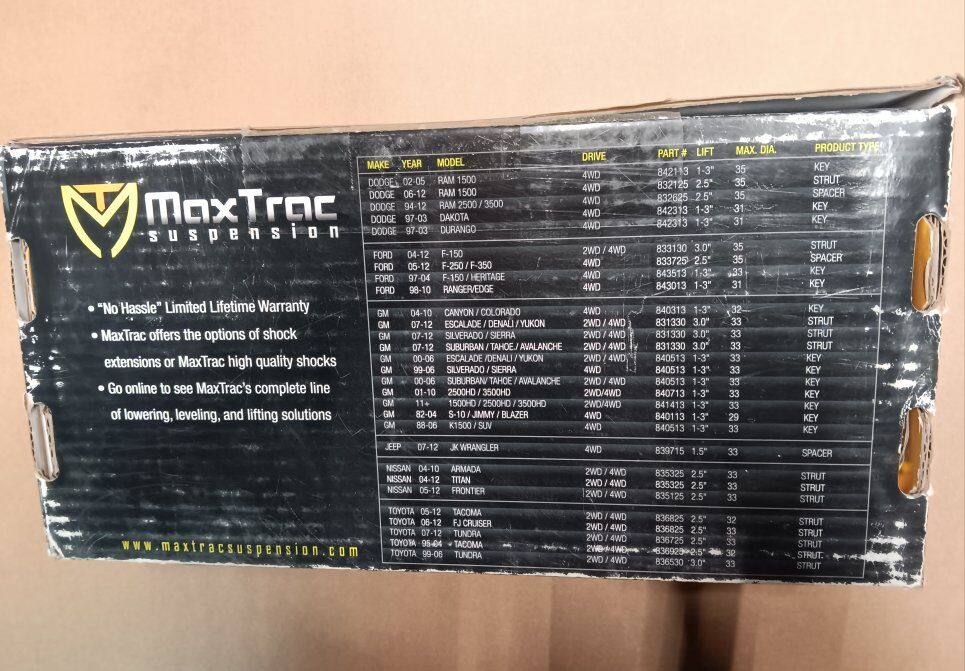 MaxTrac
suspension
• "No Hassle" Limited Lifetime Warranty
• MaxTrac offers the options of shock
extensions or MaxTrac high quality shocks
• Go online to see MaxTrac's complete line
of lowering, leveling, and lifting solutions
www.maxtracsuspension.com
MAKE YEAR MODEL DRIVE PART # LIFT MAX. DIA. PRODUCT TYPE
DODGE 02-05 RAM 1500 4WD 842113 1-3" 35 KEY
DODGE 06-12 RAM 1500 4WD 832125 2.5" 35 STRUT
DODGE 94-12 RAM 2500 / 3500 4WD 832625 2.5" 35 SPACER
DODGE 97-03 DAKOTA 4WD 842313 1-3" 31 KEY
DODGE 97-03 DURANGO 4WD 842313 1-3" 31 KEY
FORD 04-12 F-150 2WD / 4WD 833130 3.0" 35 STRUT
FORD 05-12 F-250 / F-350 4WD 833725 2.5" 35 SPACER
FORD 97-04 F-150 / HERITAGE 4WD 843513 1-3" 33 KEY
FORD 98-10 RANGER/EDGE 4WD 843013 1-3" 31 KEY
GM 04-10 CANYON / COLORADO 4WD 840313 1-3" 32 KEY
GM 07-12 ESCALADE / DENALI / YUKON 2WD / 4WD 831330 3.0" 33 STRUT
GM 07-12 SILVERADO / SIERRA 2WD / 4WD 831330 3.0" 33 STRUT
GM 07-12 SUBURBAN / TAHOE / AVALANCHE 2WD / 4WD 831330 3.0" 33 STRUT
GM 00-06 ESCALADE /DENALI / YUKON 2WD / 4WD 840513 1-3" 33 KEY
GM 99-06 SILVERADO / SIERRA 2WD / 4WD 840513 1-3" 33 KEY
GM 00-06 SUBURBAN/ TAHOE / AVALANCHE 2WD / 4WD 840513 1-3" 33 KEY
GM 01-10 2500HD / 3500HD 2WD/4WD 840713 1-3" 33 KEY
GM 11+ 1500HD / 2500HD / 3500HD 2WD/4WD 841413 1-3" 33 KEY
GM 82-04 S-10 / JIMMY / BLAZER 4WD 840113 1-3" 29 KEY
GM 88-06 K1500 / SUV 4WD 840513 1-3" 33 KEY
JEEP 07-12 JK WRANGLER 4WD 839715 1.5" 33 SPACER
NISSAN 04-10 ARMADA 2WD / 4WD 835325 2.5" 33 STRUT
NISSAN 04-12 TITAN 2WD / 4WD 835325 2.5" 33 STRUT
NISSAN 05-12 FRONTIER 2WD / 4WD 835125 2.5" 33 STRUT
TOYOTA 05-12 TACOMA 2WD / 4WD 836825 2.5" 32 STRUT
TOYOTA 06-12 FJ CRUISER 2WD / 4WD 836825 2.5" 33 STRUT
TOYOTA 07-12 TUNDRA 2WD / 4WD 836725 2.5" 33 STRUT
TOYOTA 95-04 TACOMA 2WD / 4WD 836925 2.5" 32 STRUT
TOYOTA 99-06 TUNDRA 2WD / 4WD 836530 3.0" 33 STRUT